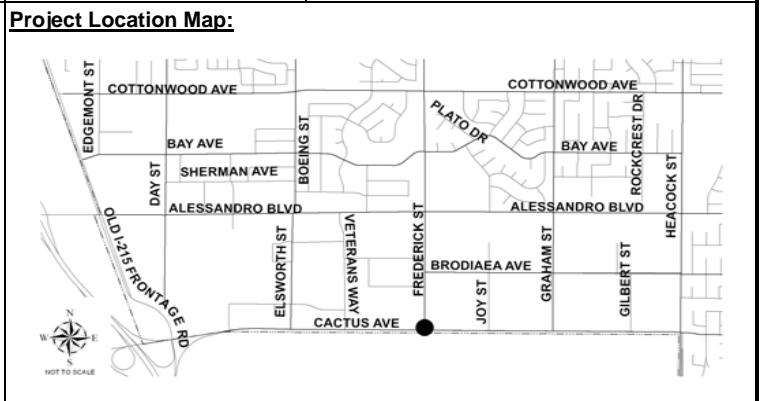 Project Location Map:
EDGEMONT ST
COTTONWOOD AVE
COTTONWOOD AVE
PLATO DR
ROCKCREST DR
BAY AVE
BOEING ST
BAY AVE
DAY ST
SHERMAN AVE
HEACOCK ST
ALESSANDRO BLVD
ALESSANDRO BLVD
OLD I-215 FRONTAGE RD
ELSWORTH ST
VETERANS WAY
FREDERICK ST
BRODIAEA AVE
JOY ST
GRAHAM ST
GILBERT ST
CACTUS AVE
N
W
E
S
NOT TO SCALE